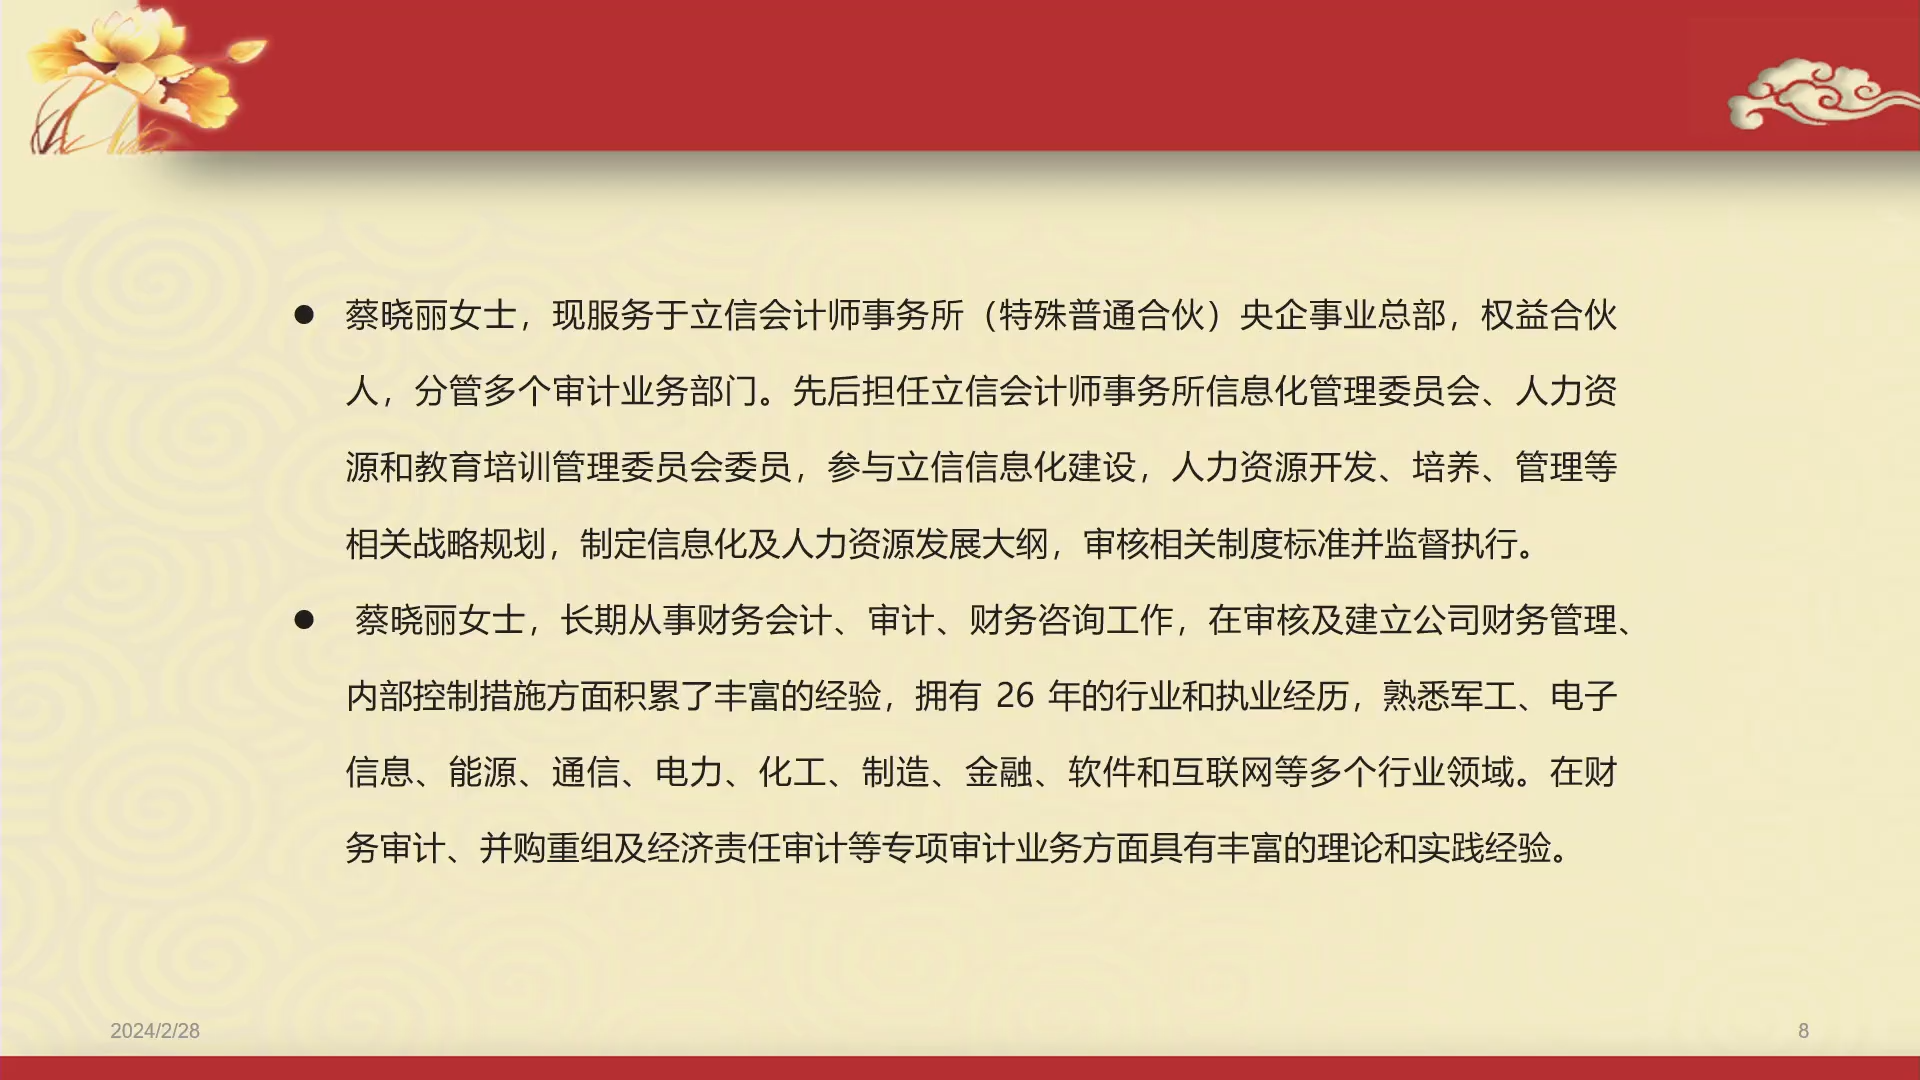 ● 蔡晓丽女士，现服务于立信会计师事务所（特殊普通合伙）央企事业总部，权益合伙
人，分管多个审计业务部门。先后担任立信会计师事务所信息化管理委员会、人力资
源和教育培训管理委员会委员，参与立信信息化建设，人力资源开发、培养、管理等
相关战略规划，制定信息化及人力资源发展大纲，审核相关制度标准并监督执行。
● 蔡晓丽女士，长期从事财务会计、审计、财务咨询工作，在审核及建立公司财务管理、
内部控制措施方面积累了丰富的经验，拥有 26 年的行业和执业经历，熟悉军工、电子
信息、能源、通信、电力、化工、制造、金融、软件和互联网等多个行业领域。在财
务审计、并购重组及经济责任审计等专项审计业务方面具有丰富的理论和实践经验。
2024/2/28
8